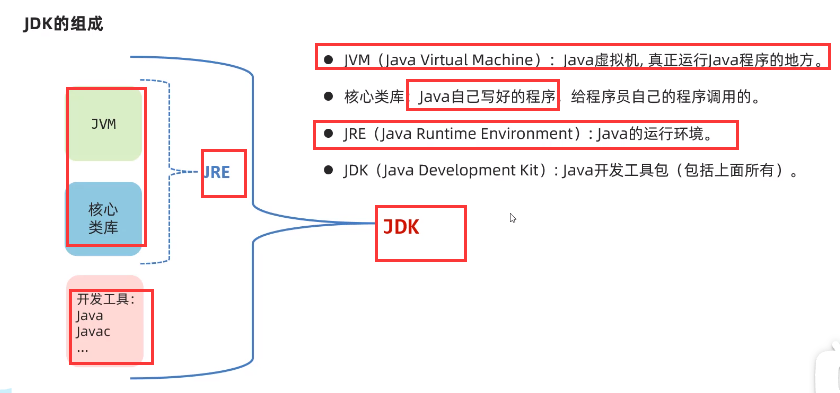 JDK的组成
JVM
核心
类库
开发工具：
Java
Javac
...
JRE
JDK
JVM（Java Virtual Machine）：Java虚拟机, 真正运行Java程序的地方。
核心类库：Java自己写好的程序，给程序员自己的程序调用的。
JRE（Java Runtime Environment）: Java的运行环境。
JDK（Java Development Kit）: Java开发工具包（包括上面所有）。